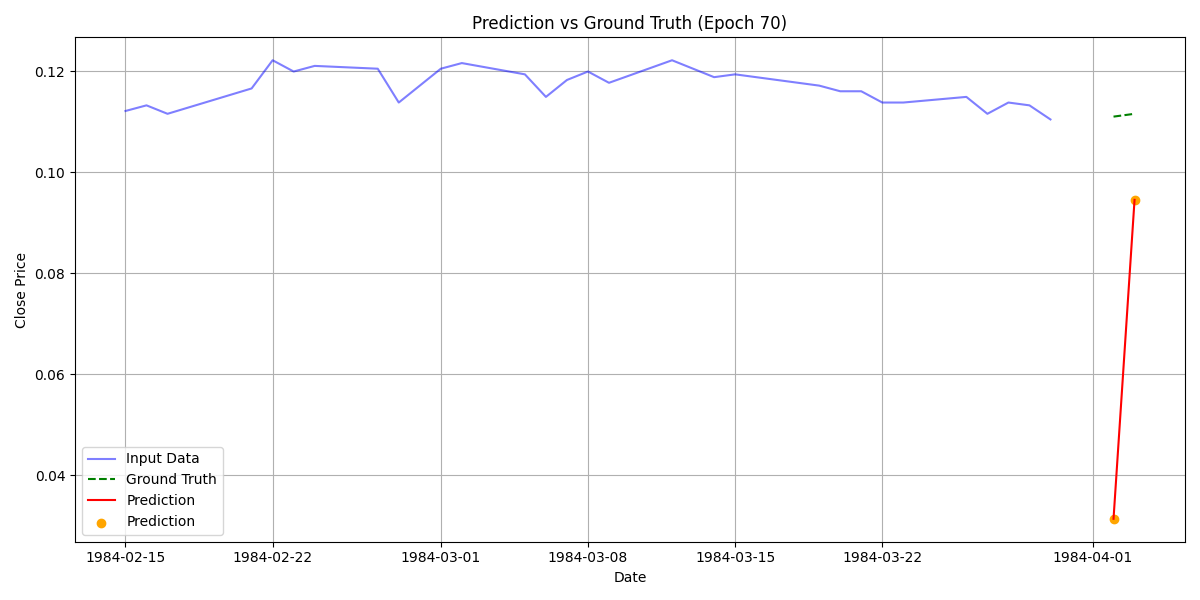 Prediction vs Ground Truth (Epoch 70)
Close Price
0.12
0.10
0.08
0.06
0.04
Input Data
Ground Truth
Prediction
Prediction
1984-02-15 1984-02-22 1984-03-01 1984-03-08 1984-03-15 1984-03-22 1984-04-01
Date